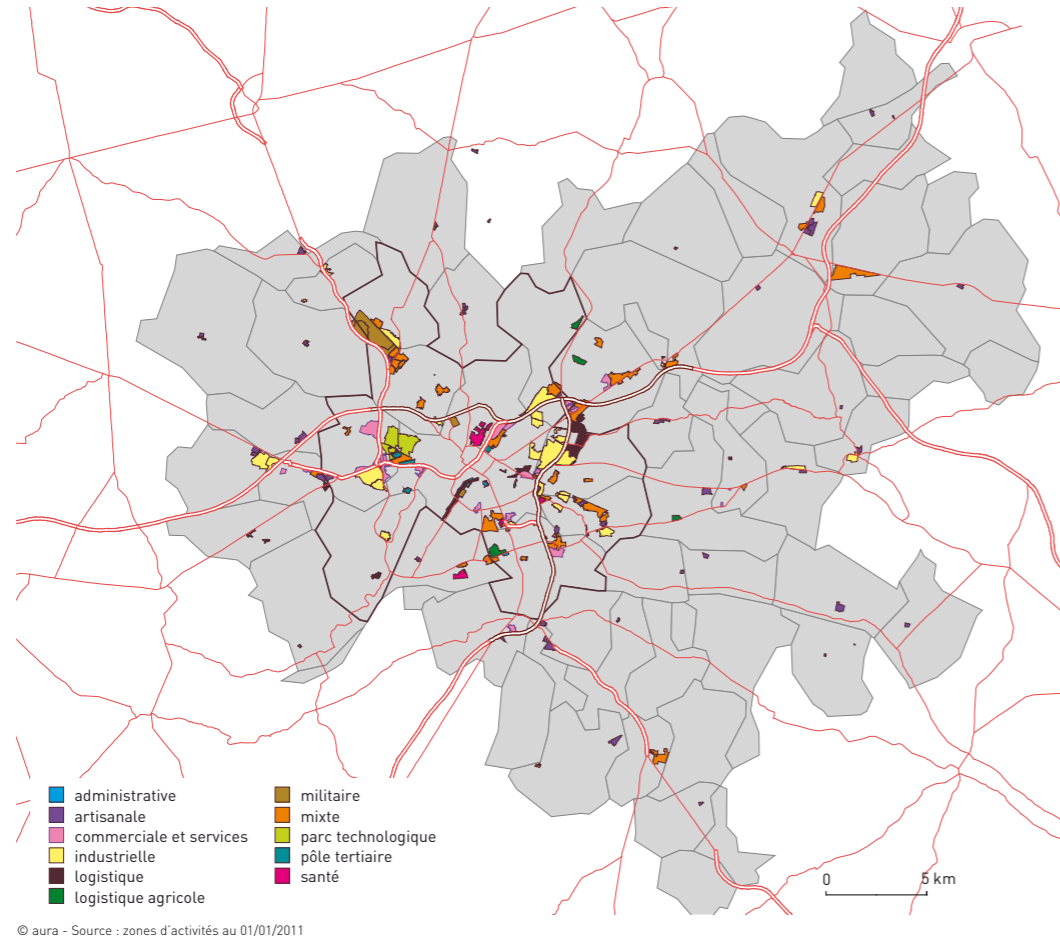 administrative
artisanale
commerciale et services
industrielle
logistique
logistique agricole
militaire
mixte
parc technologique
pôle tertiaire
santé
0 5 km
© aura - Source : zones d'activités au 01/01/2011